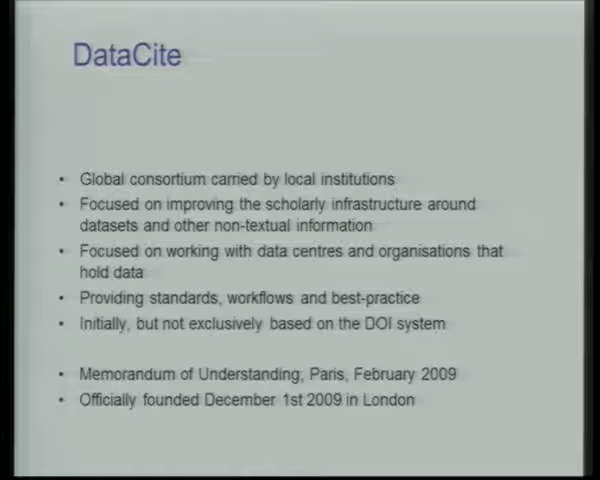 DataCite
• Global consortium carried by local institutions
• Focused on improving the scholarly infrastructure around
datasets and other non-textual information
• Focused on working with data centres and organisations that
hold data
• Providing standards, workflows and best-practice
• Initially, but not exclusively based on the DOI system
• Memorandum of Understanding, Paris, February 2009
• Officially founded December 1st 2009 in London